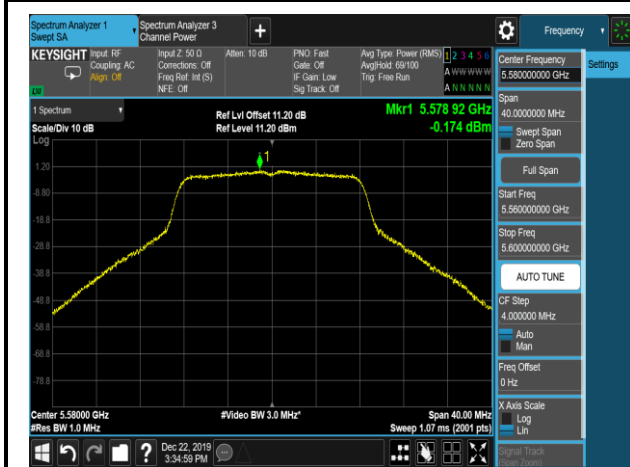 Spectrum Analyzer 1
Swept SA
Spectrum Analyzer 3
Channel Power
Frequency
KEYSIGHT
Input: RF
Coupling: AC
Align: Off
Input Z: 50 Ω
Corrections: Off
Freq Ref: Int (S)
NFE: Off
Atten: 10 dB
PNO: Fast
Gate: Off
IF Gain: Low
Sig Track: Off
Avg Type: Power (RMS)
Avg|Hold: 69/100
Trig: Free Run
1 2 3 4 5 6
A W W W W W
A N N N N N
LXI
Center Frequency
5.580000000 GHz
Settings
Span
40.0000000 MHz
Swept Span
Zero Span
Full Span
Start Freq
5.560000000 GHz
Stop Freq
5.600000000 GHz
AUTO TUNE
CF Step
4.000000 MHz
Auto
Man
Freq Offset
0 Hz
X Axis Scale
Log
Lin
Signal Track
(Span Zoom)
1 Spectrum
Scale/Div 10 dB
Log
Ref Lvl Offset 11.20 dB
Ref Level 11.20 dBm
Mkr1 5.578 92 GHz
-0.174 dBm
1
1.20
-8.80
-18.8
-28.8
-38.8
-48.8
-58.8
-68.8
-78.8
Center 5.58000 GHz
#Res BW 1.0 MHz
#Video BW 3.0 MHz*
Span 40.00 MHz
Sweep 1.07 ms (2001 pts)
?
Dec 22, 2019
3:34:59 PM